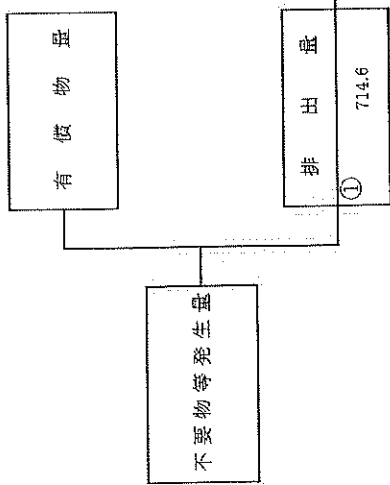 有償物量
不要物等発生量
排出量
①
714.6